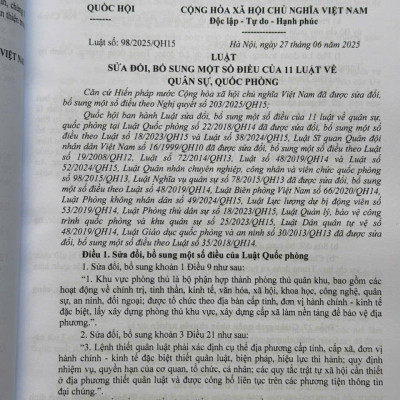 QUỐC HỘI
CỘNG HÒA XÃ HỘI CHỦ NGHĨA VIỆT NAM
Độc lập - Tự do - Hạnh phúc
Luật số: 98/2025/QH15
Hà Nội, ngày 27 tháng 06 năm 2025
LUẬT
SỬA ĐỔI, BỔ SUNG MỘT SỐ ĐIỀU CỦA 11 LUẬT VỀ
QUÂN SỰ, QUỐC PHÒNG
Căn cứ Hiến pháp nước Cộng hòa xã hội chủ nghĩa Việt Nam đã được sửa đổi,
bổ sung một số điều theo Nghị quyết số 203/2025/QH15;
Quốc hội ban hành Luật sửa đổi, bổ sung một số điều của 11 luật về quân sự,
quốc phòng tại Luật Quốc phòng số 22/2018/QH14 đã được sửa đổi, bổ sung một số
điều theo Luật số 18/2023/QH15 và Luật số 38/2024/QH15, Luật Sĩ quan Quân đội
nhân dân Việt Nam số 16/1999/QH10 đã được sửa đổi, bổ sung một số điều theo Luật
số 19/2008/QH12, Luật số 72/2014/QH13, Luật số 48/2019/QH14 và Luật số
52/2024/QH15, Luật Quân nhân chuyên nghiệp, công nhân và viên chức quốc phòng
số 98/2015/QH13, Luật Nghĩa vụ quân sự số 78/2015/QH13 đã được sửa đổi, bổ sung
một số điều theo Luật số 48/2019/QH14, Luật Biên phòng Việt Nam số 66/2020/QH14,
Luật Phòng không nhân dân số 49/2024/QH15, Luật Lực lượng dự bị động viên số
53/2019/QH14, Luật Phòng thủ dân sự số 18/2023/QH15, Luật Quản lý, bảo vệ công
trình quốc phòng và khu quân sự số 25/2023/QH15, Luật Dân quân tự vệ số
48/2019/QH14, Luật Giáo dục quốc phòng và an ninh số 30/2013/QH13 đã được sửa
đổi, bổ sung một số điều theo Luật số 35/2018/QH14.
Điều 1. Sửa đổi, bổ sung một số điều của Luật Quốc phòng
1. Sửa đổi, bổ sung khoản 1 Điều 9 như sau:
"1. Khu vực phòng thủ là bộ phận hợp thành phòng thủ quân khu, bao gồm các
hoạt động về chính trị, tinh thần, kinh tế, văn hóa, xã hội, khoa học, công nghệ, quân
sự, an ninh, đối ngoại; được tổ chức theo địa bàn cấp tỉnh, đơn vị hành chính - kinh tế
đặc biệt, lấy xây dựng phòng thủ khu vực, xây dựng cấp xã làm nền tảng để bảo vệ địa
phương.".
2. Sửa đổi, bổ sung khoản 3 Điều 21 như sau:
"3. Lệnh thiết quân luật phải xác định cụ thể địa phương cấp tỉnh, cấp xã, đơn vị
hành chính - kinh tế đặc biệt thiết quân luật, biện pháp, hiệu lực thi hành; quy định
nhiệm vụ, quyền hạn của cơ quan, tổ chức, cá nhân; các quy tắc trật tự xã hội cần thiết
ở địa phương thiết quân luật và được công bố liên tục trên các phương tiện thông tin
đại chúng.".